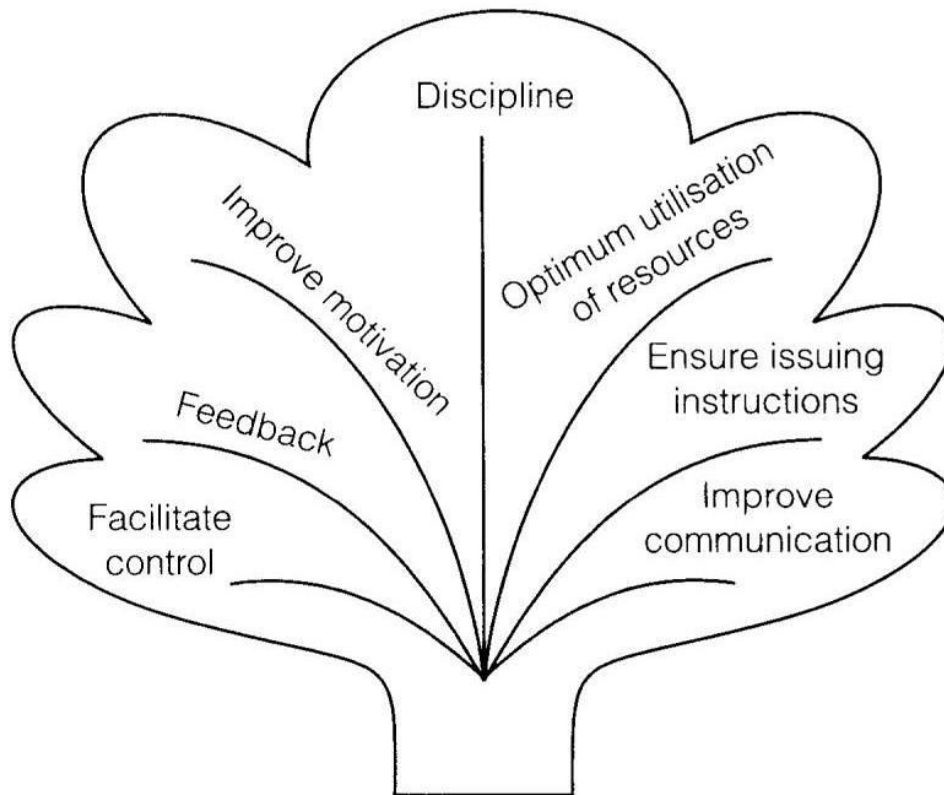 Discipline
Improve motivation
Optimum utilisation
of resources
Feedback
Ensure issuing
instructions
Facilitate
control
Improve
communication